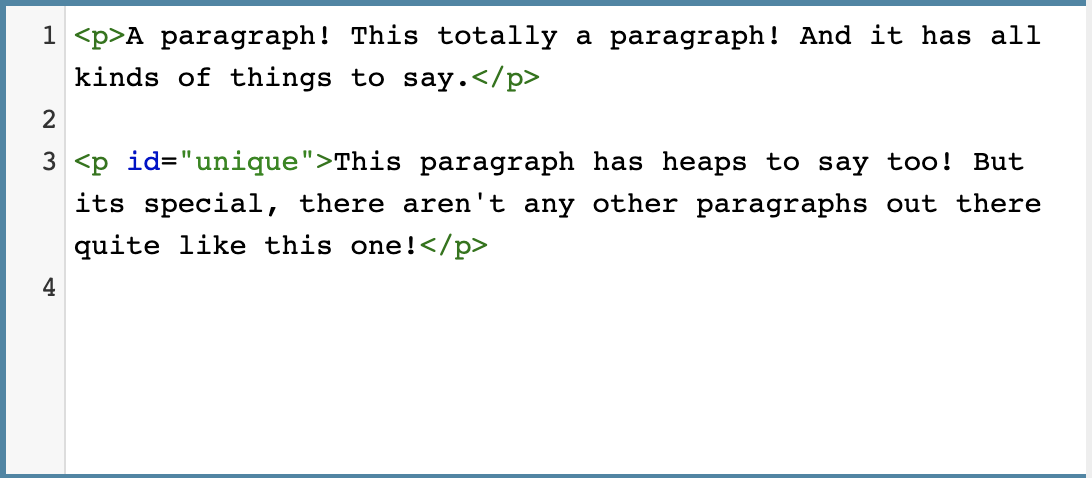 1 <p>A paragraph! This totally a paragraph! And it has all
kinds of things to say.</p>
2
3 <p id="unique">This paragraph has heaps to say too! But
its special, there aren't any other paragraphs out there
quite like this one!</p>
4